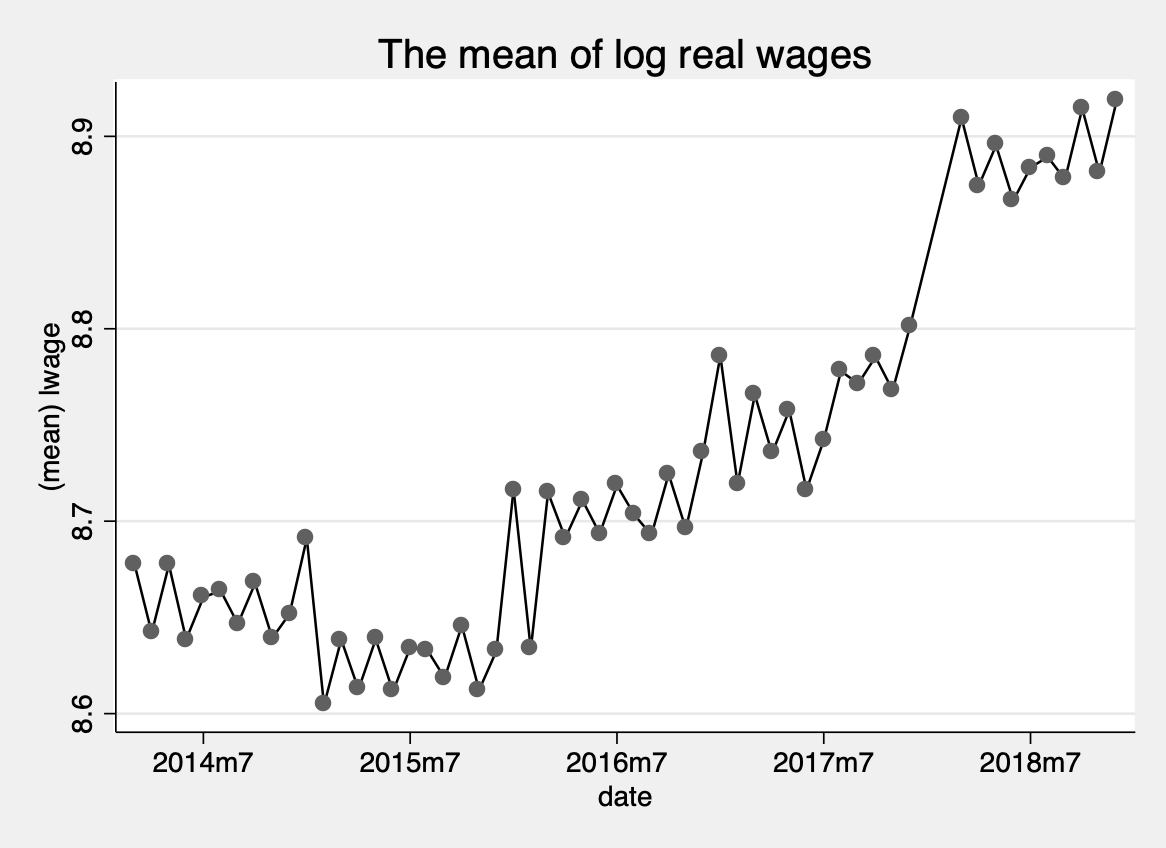 The mean of log real wages
8.9
8.8
8.7
8.6
(mean) lwage
2014m7 2015m7 2016m7 2017m7 2018m7
date